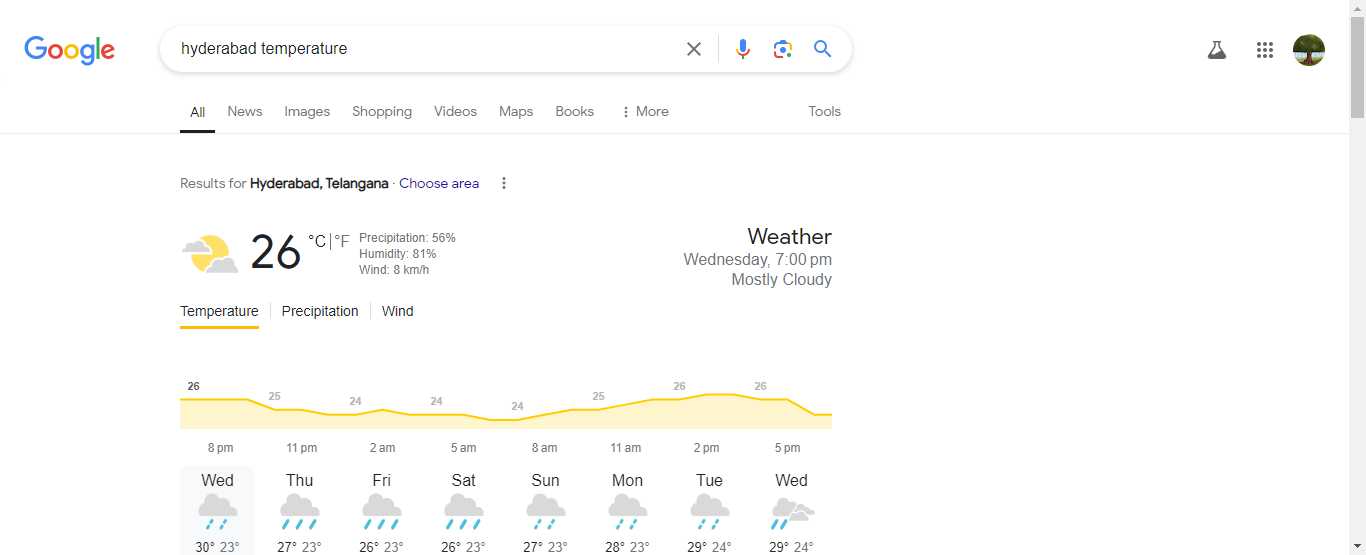 Google
hyderabad temperature
All News Images Shopping Videos Maps Books More Tools
Results for Hyderabad, Telangana · Choose area
26 °C | °F
Precipitation: 56%
Humidity: 81%
Wind: 8 km/h
Weather
Wednesday, 7:00 pm
Mostly Cloudy
Temperature Precipitation Wind
26 25 24 24 24 25 26 26
8 pm 11 pm 2 am 5 am 8 am 11 am 2 pm 5 pm
Wed Thu Fri Sat Sun Mon Tue Wed
30° 23° 27° 23° 26° 23° 26° 23° 27° 23° 28° 23° 29° 24° 29° 24°